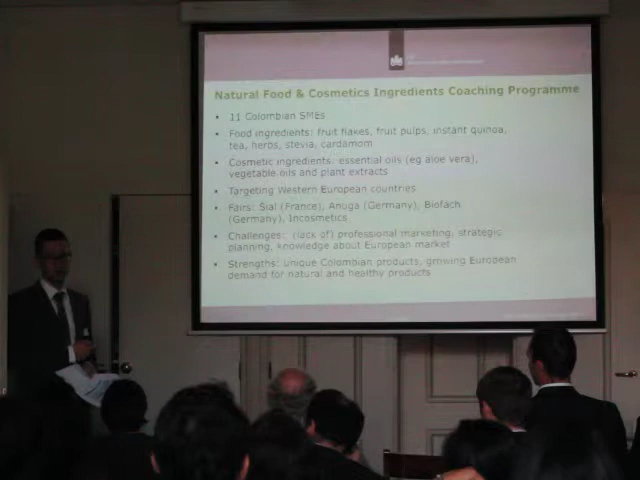 Natural Food & Cosmetics Ingredients Coaching Programme
• 11 Colombian SMEs
• Food ingredients: fruit flakes, fruit pulps, instant quinoa,
tea, herbs, stevia, cardamom
• Cosmetic ingredients: essential oils (eg aloe vera),
vegetable oils and plant extracts
• Targeting Western European countries
• Fairs: Sial (France), Anuga (Germany), Biofach
(Germany), Incosmetics
• Challenges: (lack of) professional marketing, strategic
planning, knowledge about European market
• Strengths: unique Colombian products, growing European
demand for natural and healthy products